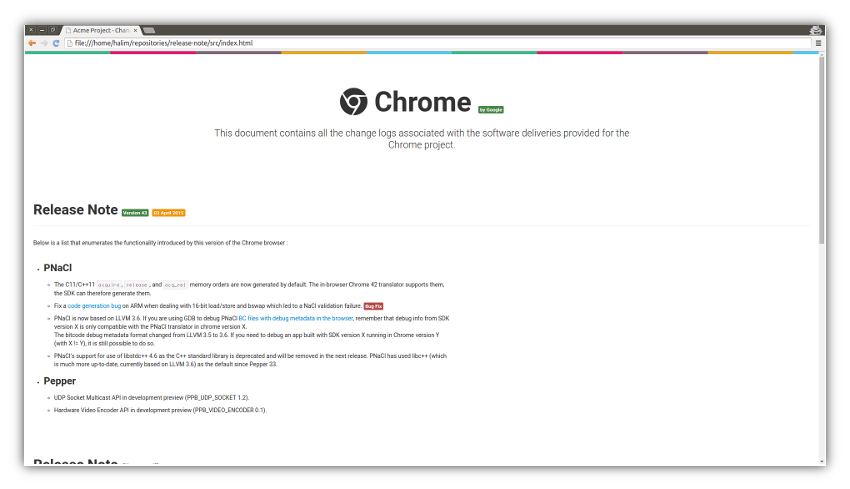 Acme Project - Chan
file:///home/halim/repositories/release-note/src/index.html
Chrome by Google
This document contains all the change logs associated with the software deliveries provided for the
Chrome project.
Release Note
Below is a list that enumerates the functionality introduced by this version of the Chrome browser :
PNaCl
The C11/C++11 acquire, release, and acq_rel memory orders are now generated by default. The in-browser Chrome 42 translator supports them,
the SDK can therefore generate them.
Fix a code generation bug on ARM when dealing with 16-bit load/store and bswap which led to a NaCl validation failure. Bug Fix
PNaCl is now based on LLVM 3.6. If you are using GDB to debug PNaCl BC files with debug metadata in the browser, remember that debug info from SDK
version X is only compatible with the PNaCl translator in chrome version X.
The bitcode debug metadata format changed from LLVM 3.5 to 3.6. If you need to debug an app built with SDK version X running in Chrome version Y
(with X != Y), it is still possible to do so.
PNaCl's support for use of libstdc++ 4.6 as the C++ standard library is deprecated and will be removed in the next release. PNaCl has used libc++ (which
is much more up-to-date, currently based on LLVM 3.6) as the default since Pepper 33.
Pepper
UDP Socket Multicast API in development preview (PPB_UDP_SOCKET 1.2).
Hardware Video Encoder API in development preview (PPB_VIDEO_ENCODER 0.1).
Release Note